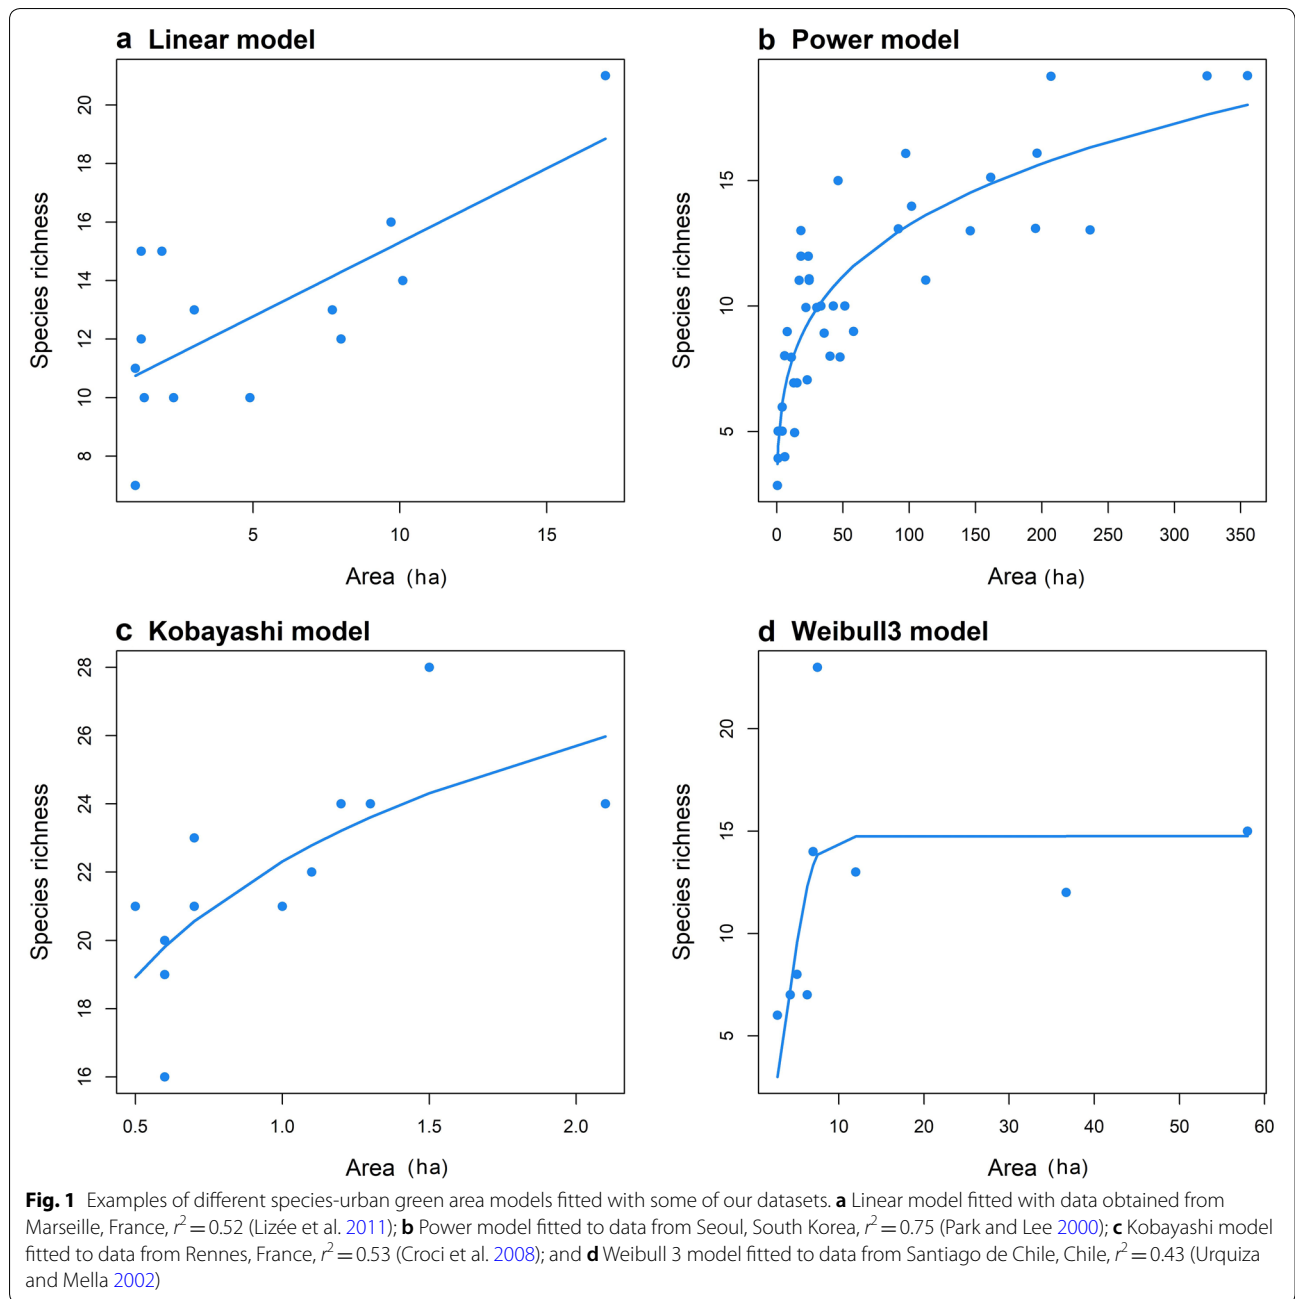 a Linear model
Species richness
20
18
16
14
12
10
8
5 10 15
Area (ha)
b Power model
Species richness
15
10
5
0 50 100 150 200 250 300 350
Area (ha)
c Kobayashi model
Species richness
28
26
24
22
20
18
16
0.5 1.0 1.5 2.0
Area (ha)
d Weibull3 model
Species richness
20
15
10
5
10 20 30 40 50 60
Area (ha)
Fig. 1 Examples of different species-urban green area models fitted with some of our datasets. a Linear model fitted with data obtained from
Marseille, France, r² = 0.52 (Lizée et al. 2011); b Power model fitted to data from Seoul, South Korea, r² = 0.75 (Park and Lee 2000); c Kobayashi model
fitted to data from Rennes, France, r² = 0.53 (Croci et al. 2008); and d Weibull 3 model fitted to data from Santiago de Chile, Chile, r² = 0.43 (Urquiza
and Mella 2002)